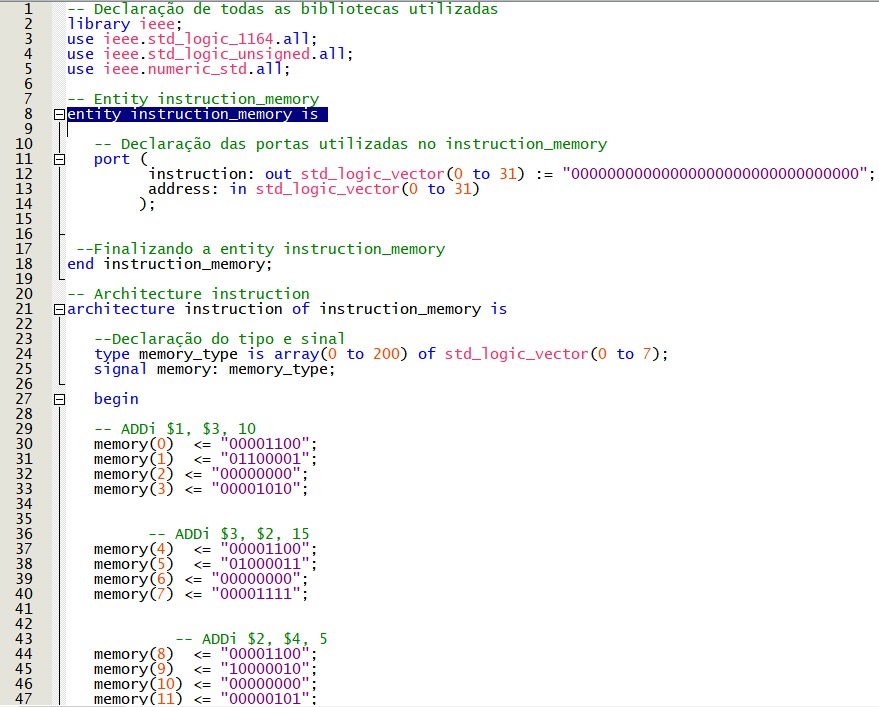 1 -- Declaração de todas as bibliotecas utilizadas
2 library ieee;
3 use ieee.std_logic_1164.all;
4 use ieee.std_logic_unsigned.all;
5 use ieee.numeric_std.all;
6
7 -- Entity instruction_memory
8 entity instruction_memory is
9
10 -- Declaração das portas utilizadas no instruction_memory
11 port (
12 instruction: out std_logic_vector(0 to 31) := "00000000000000000000000000000000";
13 address: in std_logic_vector(0 to 31)
14 );
15
16
17 --Finalizando a entity instruction_memory
18 end instruction_memory;
19
20 -- Architecture instruction
21 architecture instruction of instruction_memory is
22
23 --Declaração do tipo e sinal
24 type memory_type is array(0 to 200) of std_logic_vector(0 to 7);
25 signal memory: memory_type;
26
27 begin
28
29 -- ADDi $1, $3, 10
30 memory(0) <= "00001100";
31 memory(1) <= "01100001";
32 memory(2) <= "00000000";
33 memory(3) <= "00001010";
34
35
36 -- ADDi $3, $2, 15
37 memory(4) <= "00001100";
38 memory(5) <= "01000011";
39 memory(6) <= "00000000";
40 memory(7) <= "00001111";
41
42
43 -- ADDi $2, $4, 5
44 memory(8) <= "00001100";
45 memory(9) <= "10000010";
46 memory(10) <= "00000000";
47 memory(11) <= "00000101";